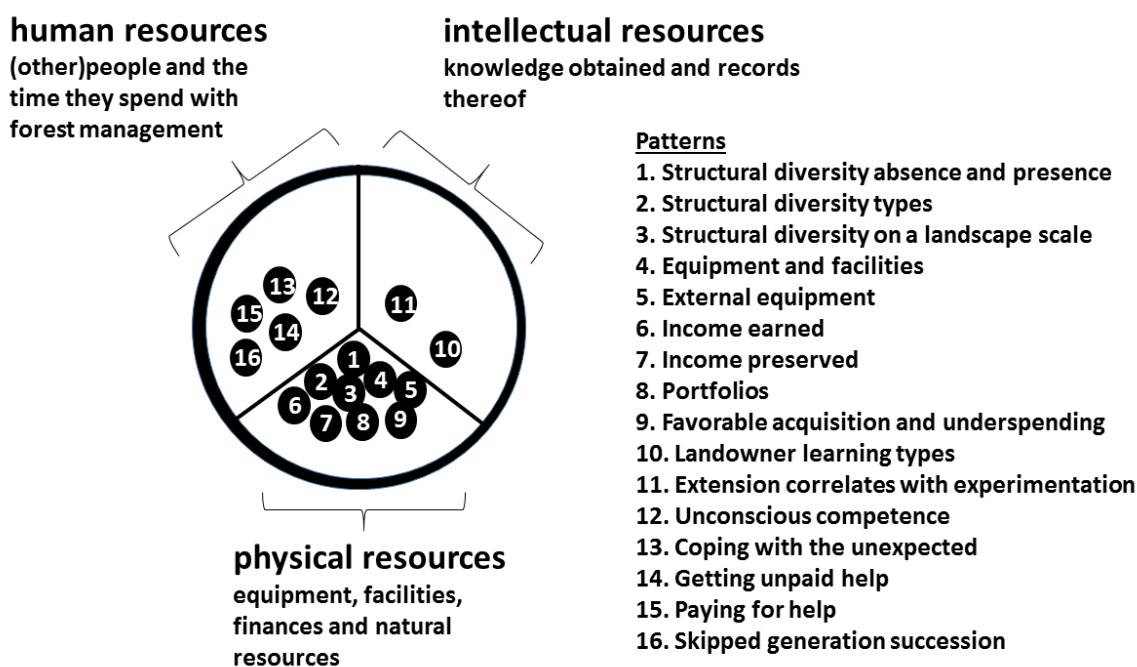 human resources
(other)people and the
time they spend with
forest management
intellectual resources
knowledge obtained and records
thereof
13
12
15
14
16
11
10
1
2
3
4
5
6
7
8
9
physical resources
equipment, facilities,
finances and natural
resources
Patterns
1. Structural diversity absence and presence
2. Structural diversity types
3. Structural diversity on a landscape scale
4. Equipment and facilities
5. External equipment
6. Income earned
7. Income preserved
8. Portfolios
9. Favorable acquisition and underspending
10. Landowner learning types
11. Extension correlates with experimentation
12. Unconscious competence
13. Coping with the unexpected
14. Getting unpaid help
15. Paying for help
16. Skipped generation succession